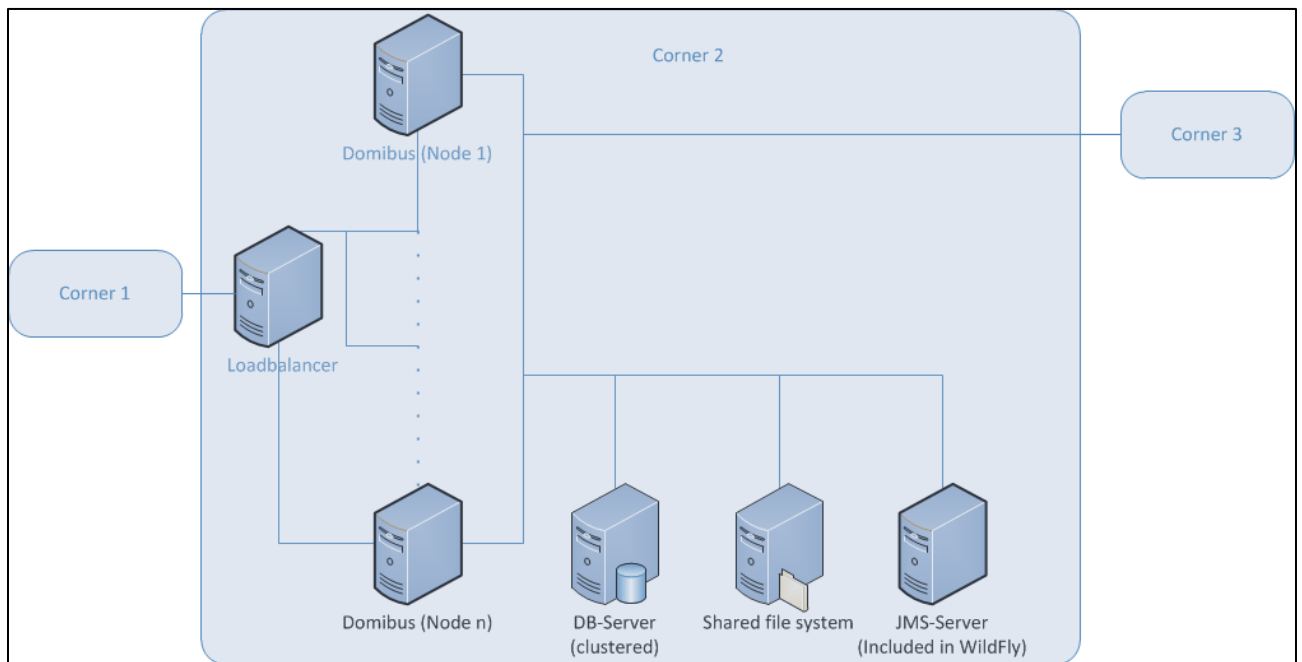 Corner 2
Domibus (Node 1)
Corner 3
Corner 1
Loadbalancer
Domibus (Node n)
DB-Server
(clustered)
Shared file system
JMS-Server
(Included in WildFly)